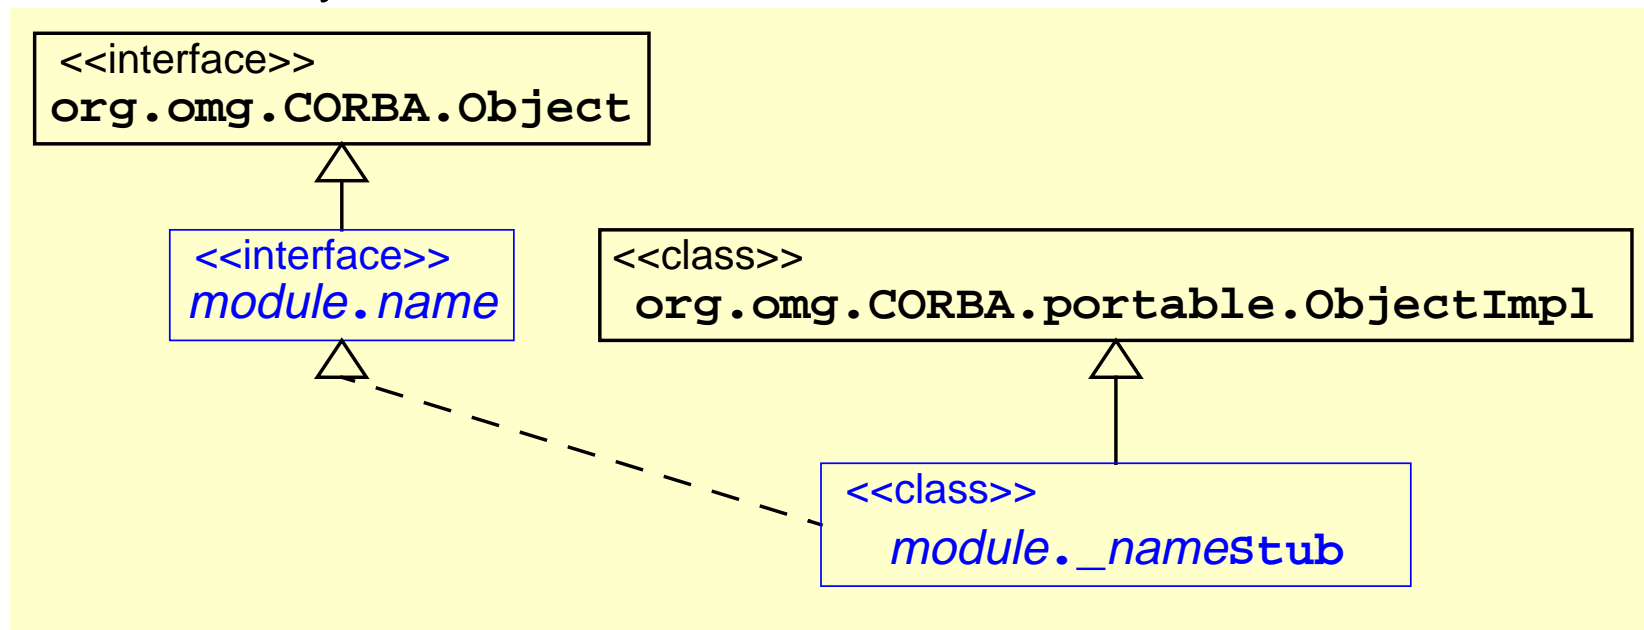 <<interface>>
org.omg.CORBA.Object
<<interface>>
module.name
<<class>>
org.omg.CORBA.portable.ObjectImpl
<<class>>
module._nameStub